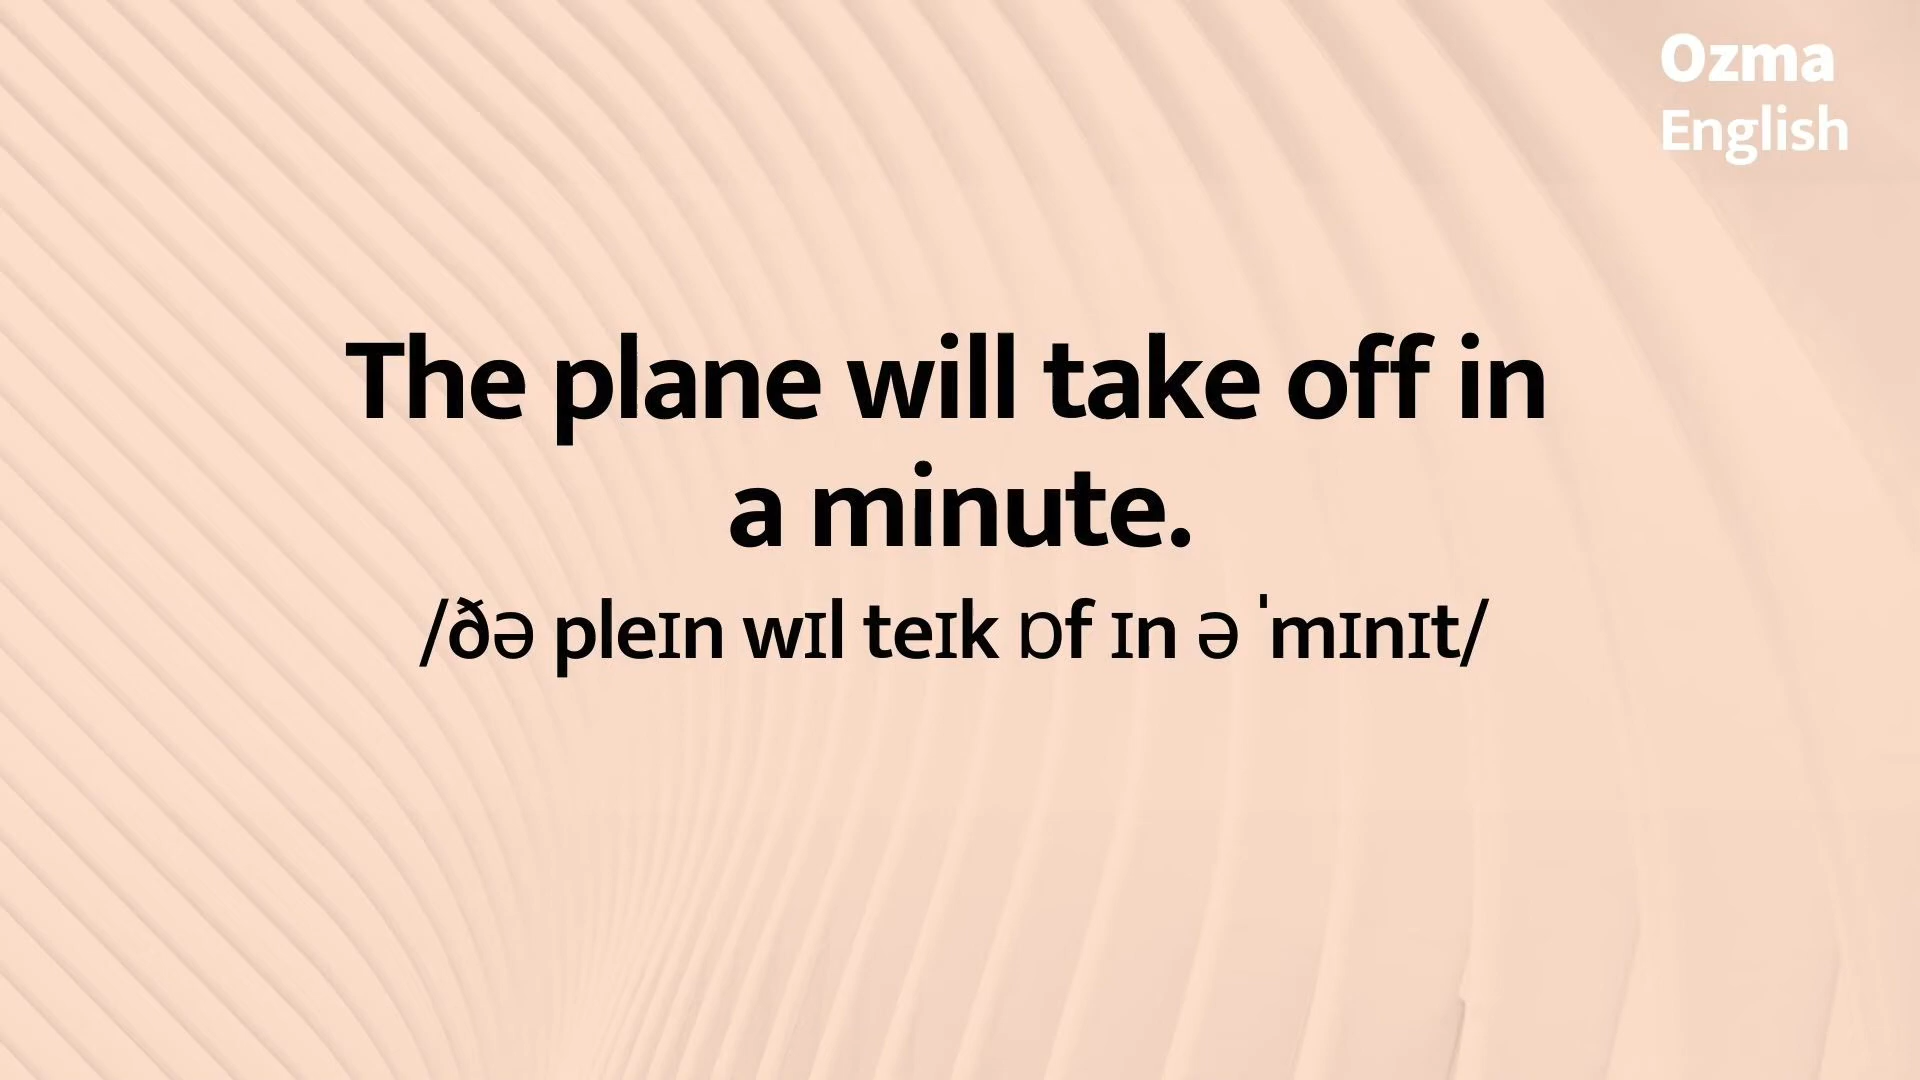 Ozma
English
The plane will take off in
a minute.
/ðə pleɪn wɪl teɪk ɒf ɪn ə ˈmɪnɪt/